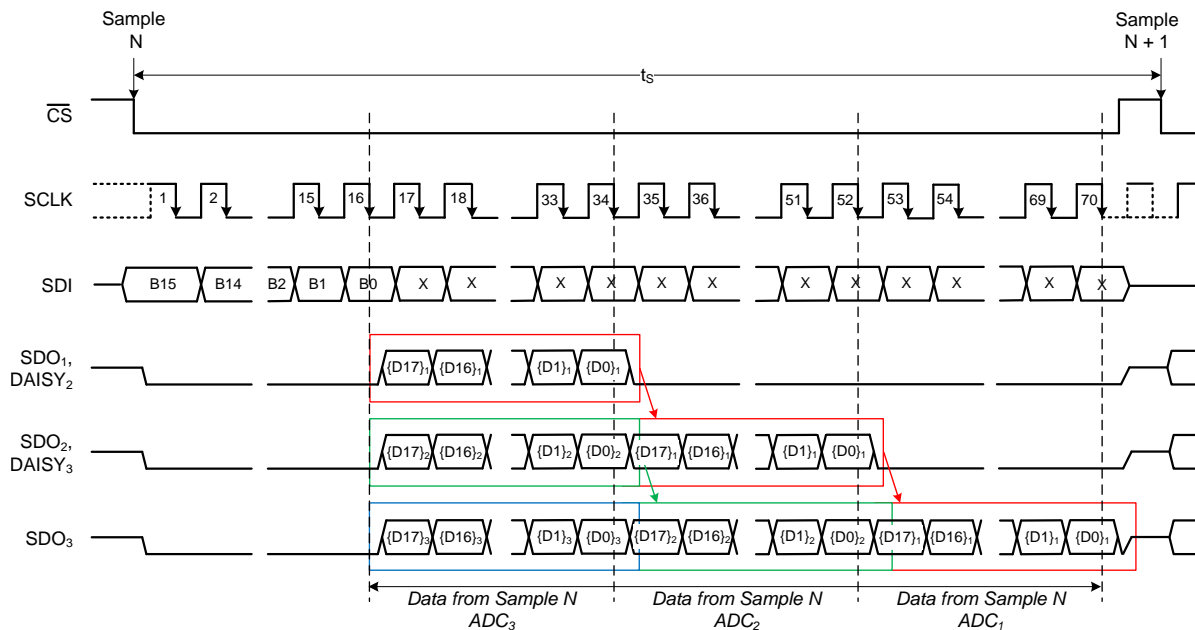 Sample
N
Sample
N + 1
tS
CS
SCLK
1 2 15 16 17 18 33 34 35 36 51 52 53 54 69 70
SDI
B15 B14 B2 B1 B0 X X X X X X X X X X X X
SDO1,
DAISY2
{D17}1 {D16}1 {D1}1 {D0}1
SDO2,
DAISY3
{D17}2 {D16}2 {D1}2 {D0}2 {D17}1 {D16}1 {D1}1 {D0}1
SDO3
{D17}3 {D16}3 {D1}3 {D0}3 {D17}2 {D16}2 {D1}2 {D0}2 {D17}1 {D16}1 {D1}1 {D0}1
Data from Sample N
ADC3
Data from Sample N
ADC2
Data from Sample N
ADC1